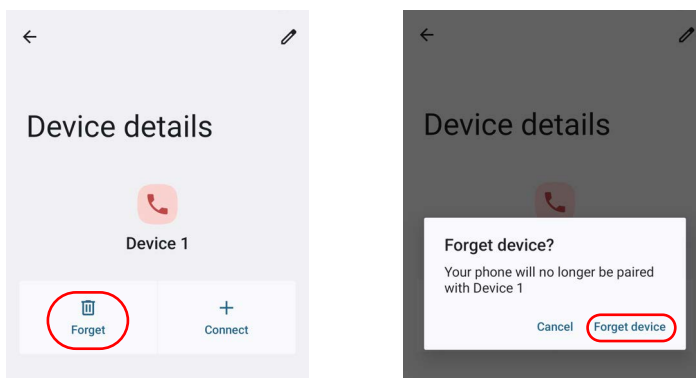 Device details
Device 1
Forget
Connect
Device details
Forget device?
Your phone will no longer be paired
with Device 1
Cancel
Forget device